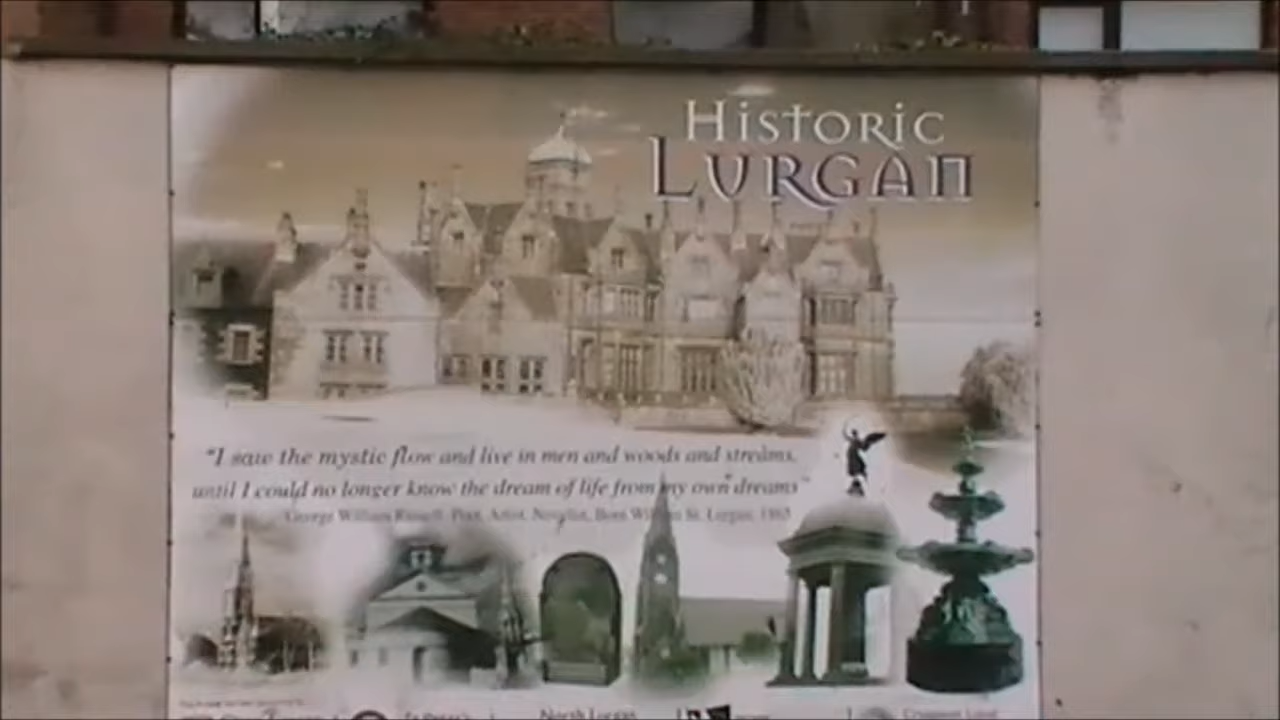 Historic
Lurgan
"I saw the mystic flow and live in men and woods and streams,
until I could no longer know the dream of life from my own dreams"
George William Russell. Poet, Artist, Novelist, Born William St. Lurgan,
North Lurgan